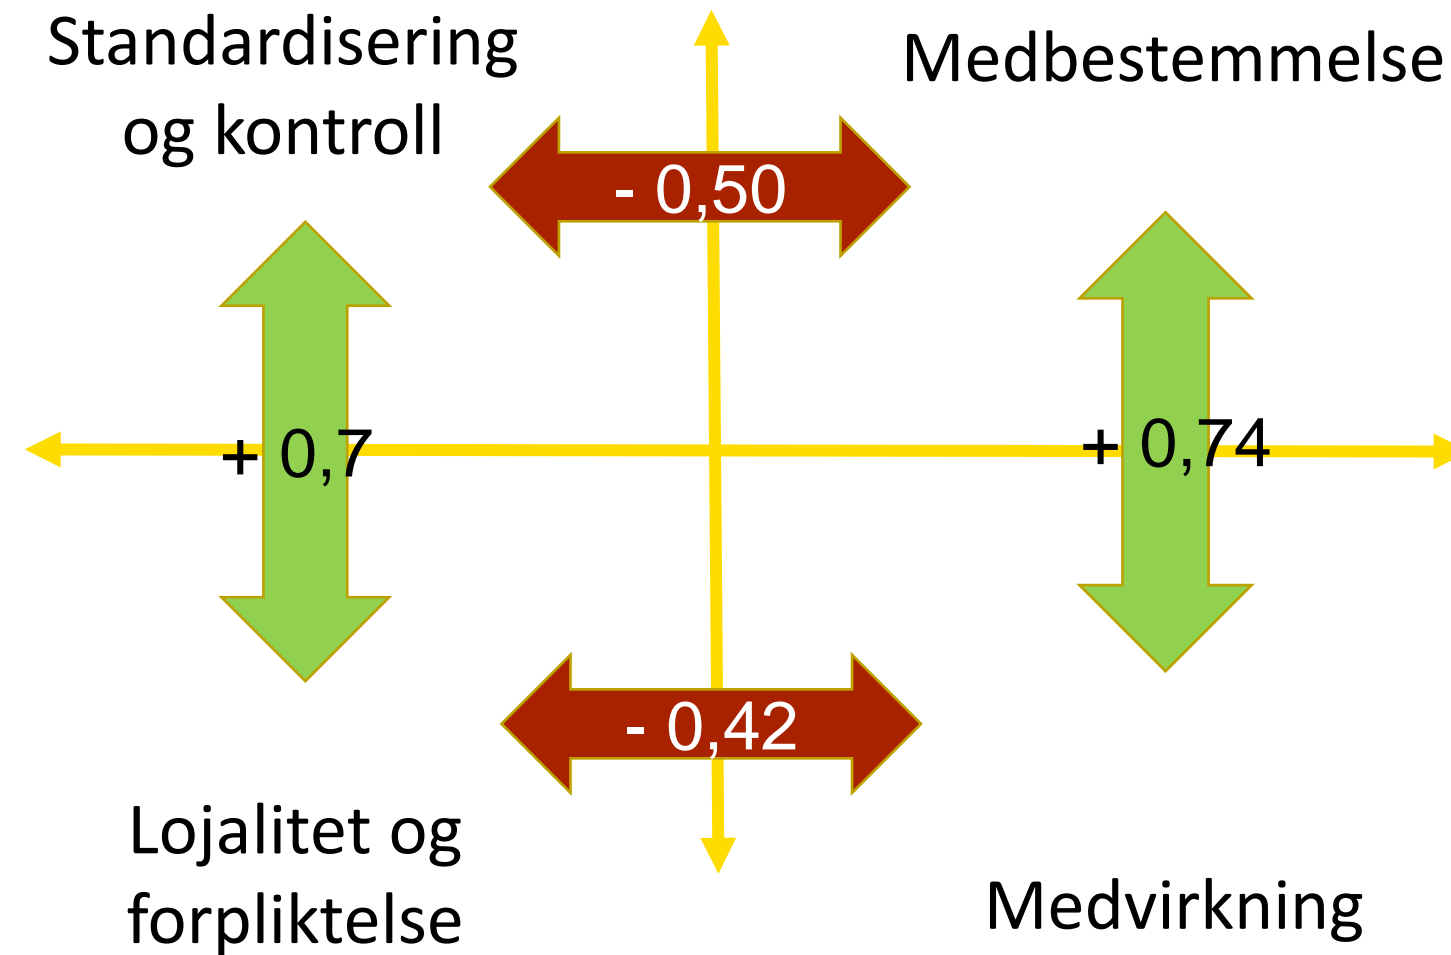 Standardisering
og kontroll
Medbestemmelse
- 0,50
+ 0,7
+ 0,74
- 0,42
Lojalitet og
forpliktelse
Medvirkning